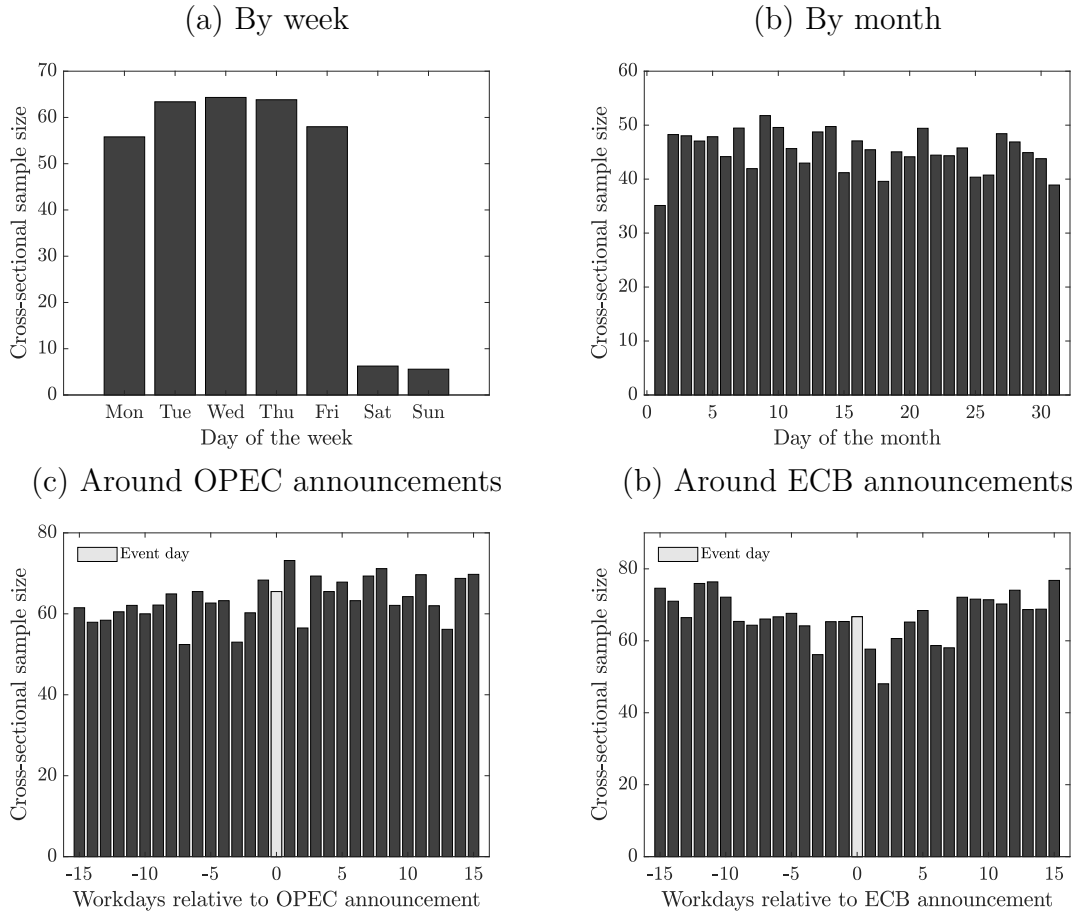 (a) By week
70
60
50
40
30
20
10
0
Cross-sectional sample size
Mon Tue Wed Thu Fri Sat Sun
Day of the week
(b) By month
60
50
40
30
20
10
0
Cross-sectional sample size
0 5 10 15 20 25 30
Day of the month
(c) Around OPEC announcements
80
60
40
20
0
Cross-sectional sample size
Event day
-15 -10 -5 0 5 10 15
Workdays relative to OPEC announcement
(b) Around ECB announcements
80
60
40
20
0
Cross-sectional sample size
Event day
-15 -10 -5 0 5 10 15
Workdays relative to ECB announcement